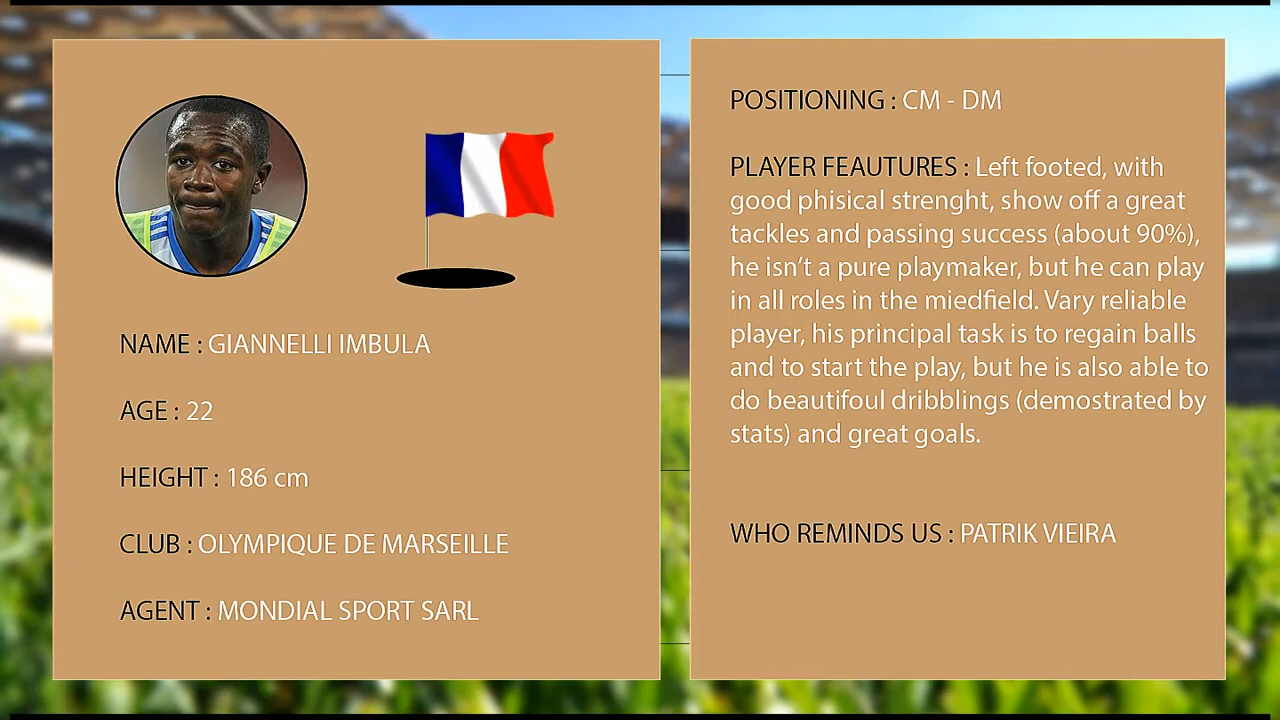 NAME : GIANNELLI IMBULA
AGE : 22
HEIGHT : 186 cm
CLUB : OLYMPIQUE DE MARSEILLE
AGENT : MONDIAL SPORT SARL
POSITIONING : CM - DM
PLAYER FEAUTURES : Left footed, with
good phisical strenght, show off a great
tackles and passing success (about 90%),
he isn't a pure playmaker, but he can play
in all roles in the miedfield. Vary reliable
player, his principal task is to regain balls
and to start the play, but he is also able to
do beautifoul dribblings (demostrated by
stats) and great goals.
WHO REMINDS US : PATRIK VIEIRA